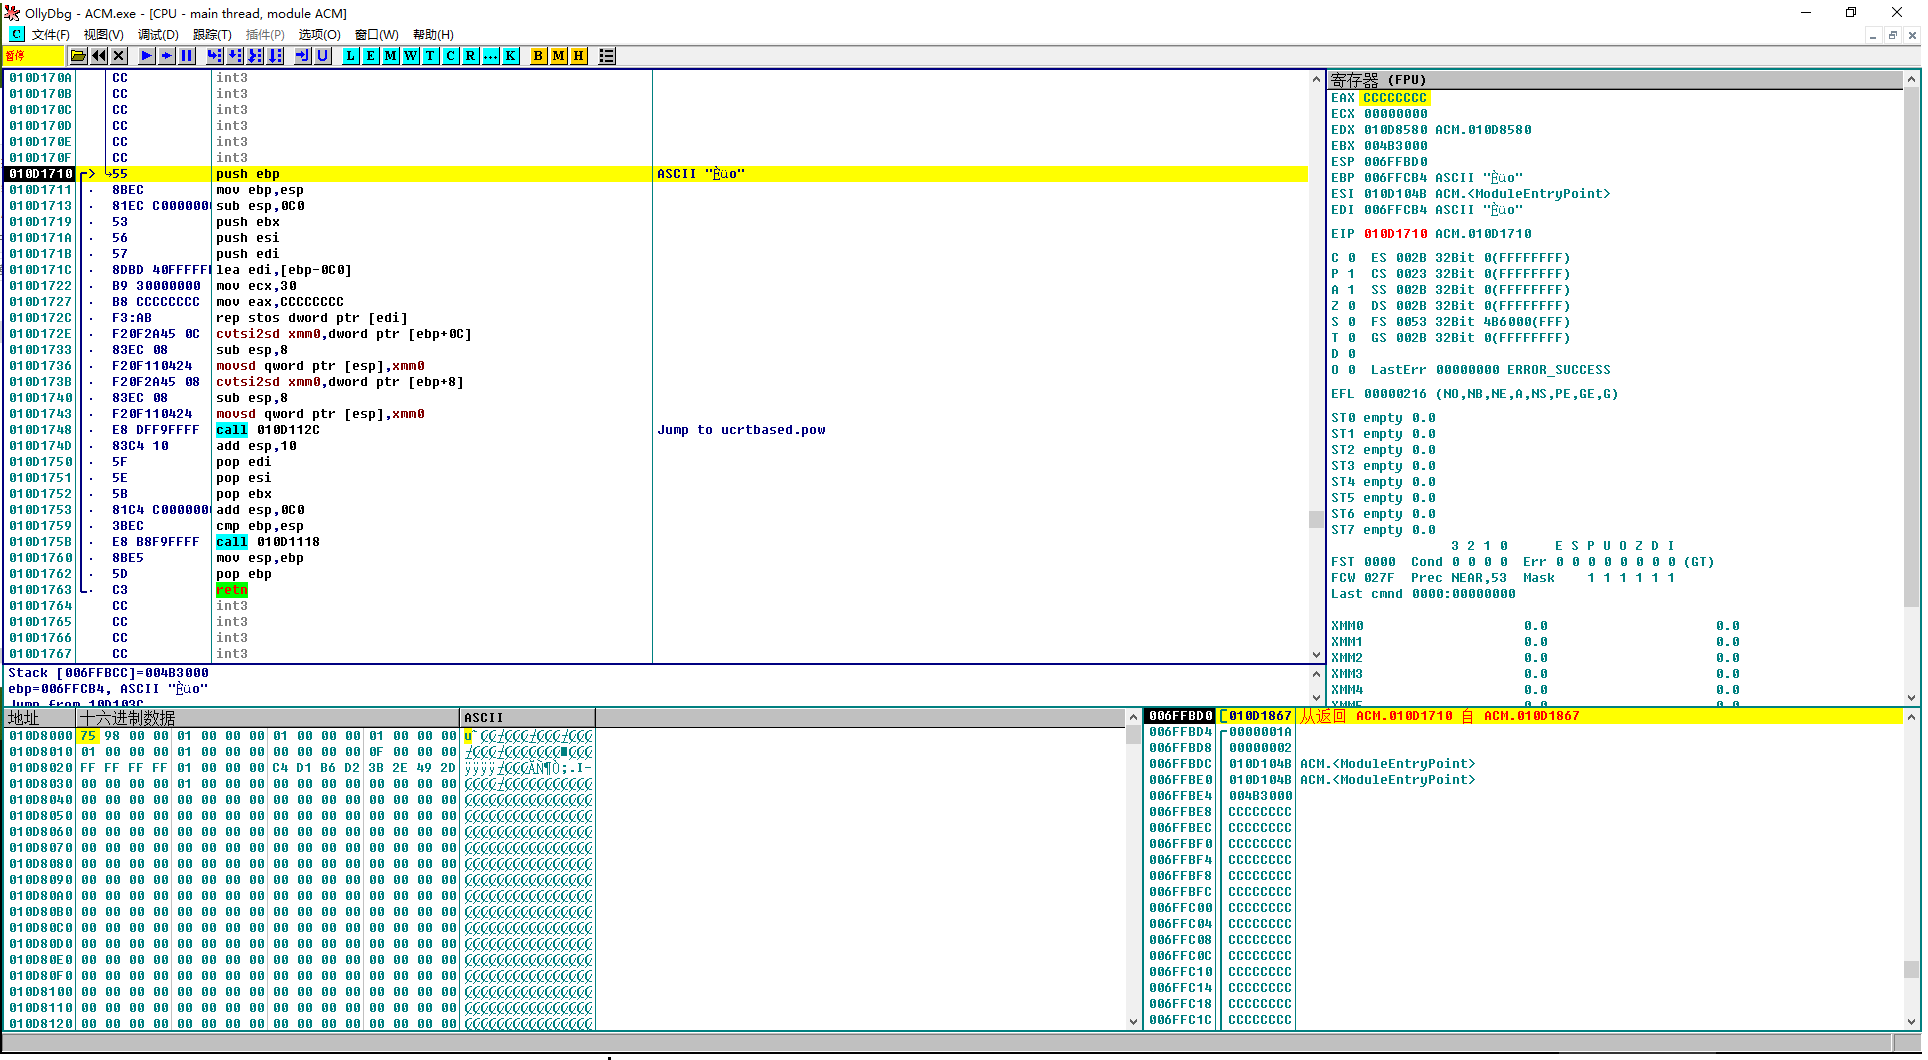 OllyDbg - ACM.exe - [CPU - main thread, module ACM]
C 文件(F) 视图(V) 调试(D) 跟踪(T) 插件(P) 选项(O) 窗口(W) 帮助(H)
暂停 L E M W T C R ... K B M H
010D170A CC int3
010D170B CC int3
010D170C CC int3
010D170D CC int3
010D170E CC int3
010D170F CC int3
010D1710 > 55 push ebp ASCII "Èüo"
010D1711 . 8BEC mov ebp,esp
010D1713 . 81EC C0000000 sub esp,0C0
010D1719 . 53 push ebx
010D171A . 56 push esi
010D171B . 57 push edi
010D171C . 8DBD 40FFFFFF lea edi,[ebp-0C0]
010D1722 . B9 30000000 mov ecx,30
010D1727 . B8 CCCCCCCC mov eax,CCCCCCCC
010D172C . F3:AB rep stos dword ptr [edi]
010D172E . F20F2A45 0C cvtsi2sd xmm0,dword ptr [ebp+0C]
010D1733 . 83EC 08 sub esp,8
010D1736 . F20F110424 movsd qword ptr [esp],xmm0
010D173B . F20F2A45 08 cvtsi2sd xmm0,dword ptr [ebp+8]
010D1740 . 83EC 08 sub esp,8
010D1743 . F20F110424 movsd qword ptr [esp],xmm0
010D1748 . E8 DFF9FFFF call 010D112C Jump to ucrtbased.pow
010D174D . 83C4 10 add esp,10
010D1750 . 5F pop edi
010D1751 . 5E pop esi
010D1752 . 5B pop ebx
010D1753 . 81C4 C0000000 add esp,0C0
010D1759 . 3BEC cmp ebp,esp
010D175B . E8 B8F9FFFF call 010D1118
010D1760 . 8BE5 mov esp,ebp
010D1762 . 5D pop ebp
010D1763 . C3 retn
010D1764 CC int3
010D1765 CC int3
010D1766 CC int3
010D1767 CC int3
Stack [006FFBCC]=004B3000
ebp=006FFCB4, ASCII "Èüo"
Jump from 10D103C
寄存器 (FPU)
EAX CCCCCCCC
ECX 00000000
EDX 010D8580 ACM.010D8580
EBX 004B3000
ESP 006FFBD0
EBP 006FFCB4 ASCII "Èüo"
ESI 010D104B ACM.<ModuleEntryPoint>
EDI 006FFCB4 ASCII "Èüo"
EIP 010D1710 ACM.010D1710
C 0 ES 002B 32Bit 0(FFFFFFFF)
P 1 CS 0023 32Bit 0(FFFFFFFF)
A 1 SS 002B 32Bit 0(FFFFFFFF)
Z 0 DS 002B 32Bit 0(FFFFFFFF)
S 0 FS 0053 32Bit 4B6000(FFF)
T 0 GS 002B 32Bit 0(FFFFFFFF)
D 0
O 0 LastErr 00000000 ERROR_SUCCESS
EFL 00000216 (NO,NB,NE,A,NS,PE,GE,G)
ST0 empty 0.0
ST1 empty 0.0
ST2 empty 0.0
ST3 empty 0.0
ST4 empty 0.0
ST5 empty 0.0
ST6 empty 0.0
ST7 empty 0.0
3 2 1 0 E S P U O Z D I
FST 0000 Cond 0 0 0 0 Err 0 0 0 0 0 0 0 0 (GT)
FCW 027F Prec NEAR,53 Mask 1 1 1 1 1 1
Last cmnd 0000:00000000
XMM0 0.0 0.0
XMM1 0.0 0.0
XMM2 0.0 0.0
XMM3 0.0 0.0
XMM4 0.0 0.0
地址 十六进制数据 ASCII
010D8000 75 98 00 00 01 00 00 00 01 00 00 00 01 00 00 00
010D8010 01 00 00 00 00 00 00 00 00 00 00 00 0F 00 00 00
010D8020 FF FF FF FF 01 00 00 00 C4 D1 B6 D2 3B 2E 49 2D
010D8030 00 00 00 00 01 00 00 00 00 00 00 00 00 00 00 00
010D8040 00 00 00 00 00 00 00 00 00 00 00 00 00 00 00 00
010D8050 00 00 00 00 00 00 00 00 00 00 00 00 00 00 00 00
010D8060 00 00 00 00 00 00 00 00 00 00 00 00 00 00 00 00
010D8070 00 00 00 00 00 00 00 00 00 00 00 00 00 00 00 00
010D8080 00 00 00 00 00 00 00 00 00 00 00 00 00 00 00 00
010D8090 00 00 00 00 00 00 00 00 00 00 00 00 00 00 00 00
010D80A0 00 00 00 00 00 00 00 00 00 00 00 00 00 00 00 00
010D80B0 00 00 00 00 00 00 00 00 00 00 00 00 00 00 00 00
010D80C0 00 00 00 00 00 00 00 00 00 00 00 00 00 00 00 00
010D80D0 00 00 00 00 00 00 00 00 00 00 00 00 00 00 00 00
010D80E0 00 00 00 00 00 00 00 00 00 00 00 00 00 00 00 00
010D80F0 00 00 00 00 00 00 00 00 00 00 00 00 00 00 00 00
010D8100 00 00 00 00 00 00 00 00 00 00 00 00 00 00 00 00
010D8110 00 00 00 00 00 00 00 00 00 00 00 00 00 00 00 00
010D8120 00 00 00 00 00 00 00 00 00 00 00 00 00 00 00 00
006FFBD0 010D1867 从返回 ACM.010D1710 自 ACM.010D1867
006FFBD4 0000001A
006FFBD8 00000002
006FFBDC 010D104B ACM.<ModuleEntryPoint>
006FFBE0 010D104B ACM.<ModuleEntryPoint>
006FFBE4 004B3000
006FFBE8 CCCCCCCC
006FFBEC CCCCCCCC
006FFBF0 CCCCCCCC
006FFBF4 CCCCCCCC
006FFBF8 CCCCCCCC
006FFBFC CCCCCCCC
006FFC00 CCCCCCCC
006FFC04 CCCCCCCC
006FFC08 CCCCCCCC
006FFC0C CCCCCCCC
006FFC10 CCCCCCCC
006FFC14 CCCCCCCC
006FFC18 CCCCCCCC
006FFC1C CCCCCCCC